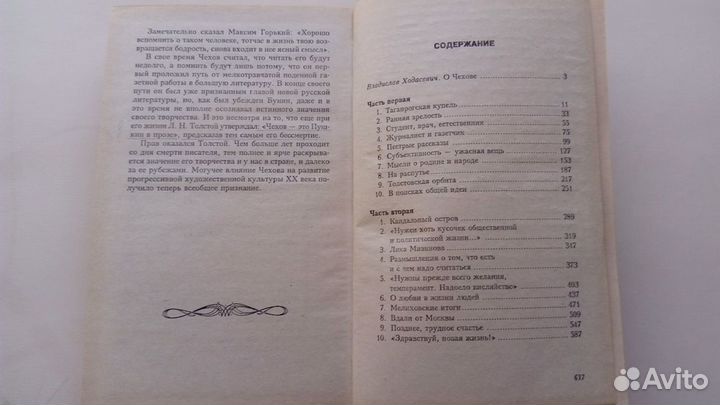 Замечательно сказал Максим Горький: «Хорошо
вспомнить о таком человеке, тотчас в жизнь твою воз-
вращается бодрость, снова входит в нее ясный смысл».
В свое время Чехов считал, что читать его будут
недолго, а помнить будут лишь потому, что он первый
проложил путь от мелкотравчатой поденной га-
зетной работы в большую литературу. В конце своего
пути он был уже признанной главой новой русской
литературы, но, как был убежден Бунин, даже и в
это время не вполне осознавал истинного значения
своего творчества. И это несмотря на то, что еще при
его жизни Л. Н. Толстой утверждал: «Чехов — это Пуш-
кин в прозе», предсказав тем самым его бессмертие.
Прав оказался Толстой. Чем больше лет проходит
со дня смерти писателя, тем полнее и ярче раскрыва-
ется значение его творчества и у нас в стране, и далеко
за ее рубежами. Могучее влияние Чехова на развитие
прогрессивной художественной культуры XX века по-
лучило теперь всеобщее признание.
СОДЕРЖАНИЕ
Владислав Ходасевич. О Чехове 3
Часть первая
1. Таганрогская купель 11
2. Ранняя зрелость 33
3. Студент, врач, естественник 55
4. Журналист и газетчик 75
5. Пестрые рассказы 99
6. Субъективность — ужасная вещь 127
7. Мысли о родине и народе 153
8. На распутье 187
9. Толстовская орбита 217
10. В поисках общей идеи 251
Часть вторая
1. Кандальный остров 289
2. «Нужен хоть кусочек общественной
и политической жизни...» 319
3. Лика Мизинова 347
4. Размышления о том, что есть
и с чем надо считаться 373
5. «Нужны прежде всего желания,
темперамент. Надоело кисляйство» 403
6. О любви в жизни людей 437
7. Мелиховские итоги 471
8. Вдали от Москвы 509
9. Позднее, трудное счастье 547
10. «Здравствуй, новая жизнь!» 587
637
Avito